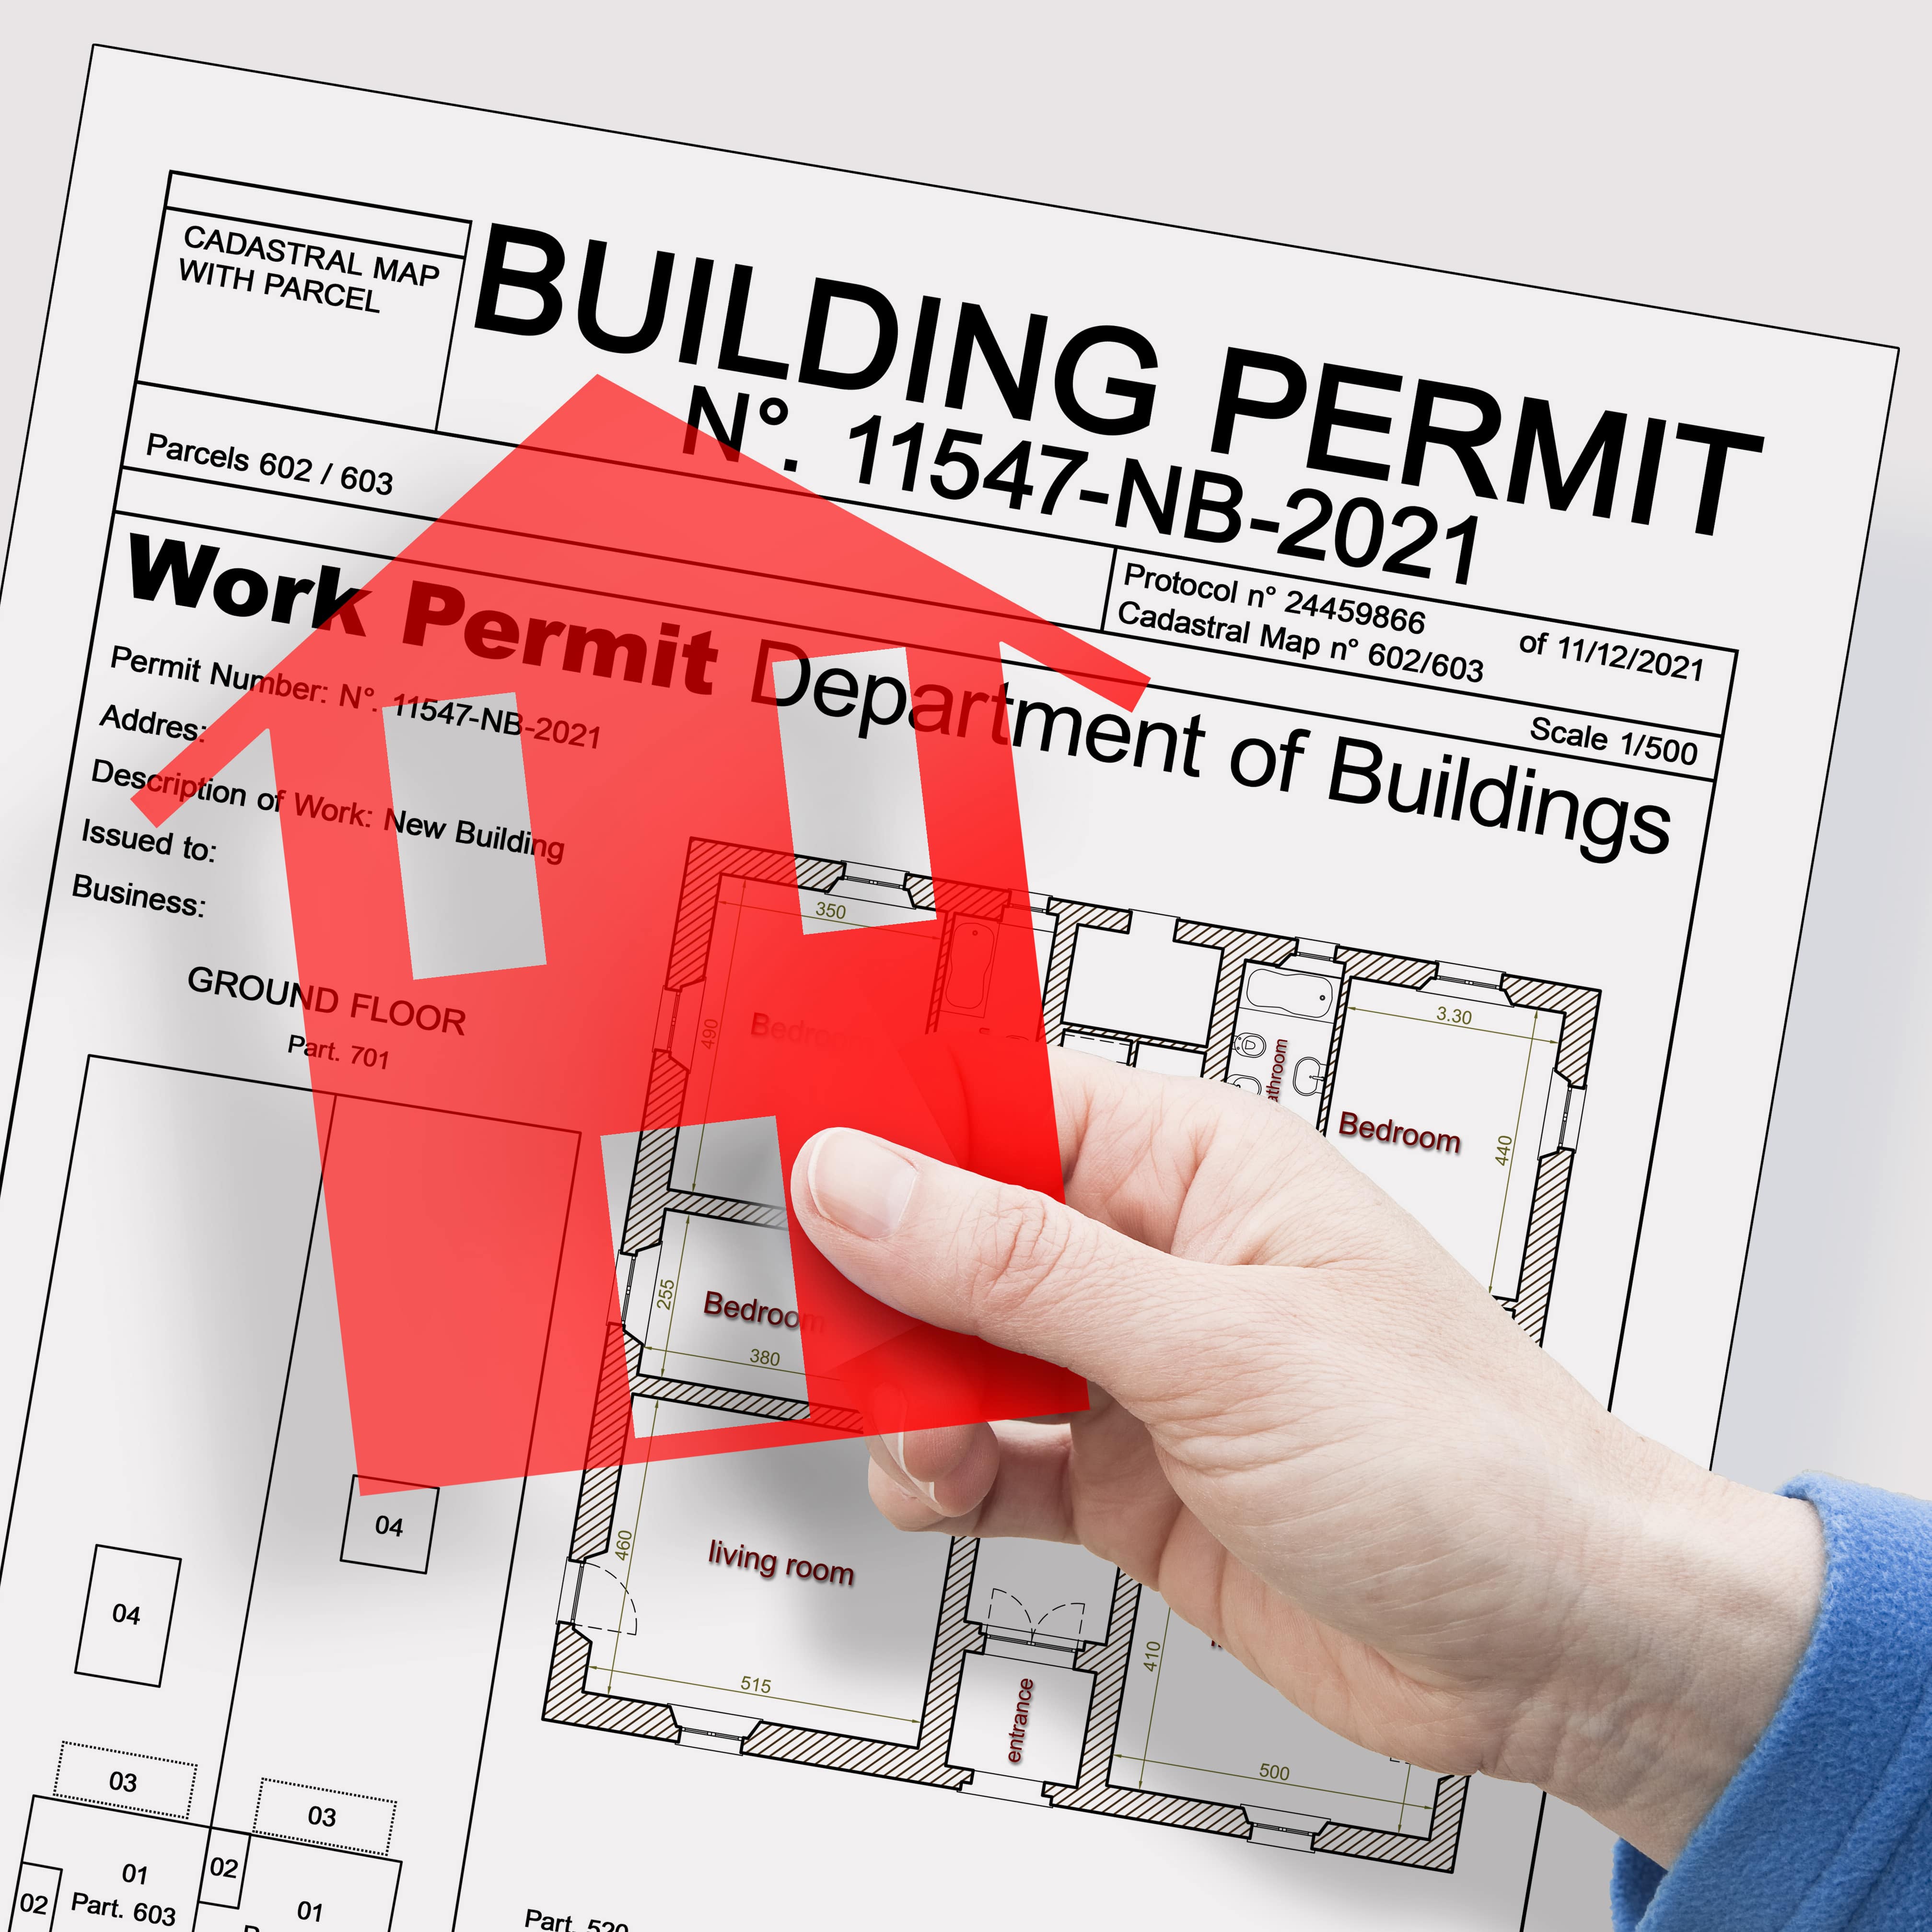 CADASTRAL MAP
WITH PARCEL
BUILDING PERMIT
N°. 11547-NB-2021
Parcels 602 / 603
Protocol n° 24459866 of 11/12/2021
Cadastral Map n° 602/603
Scale 1/500
Work Permit Department of Buildings
Permit Number: N°. 11547-NB-2021
Addres:
Description of Work: New Building
Issued to:
Business:
GROUND FLOOR
Part. 701
350
490
Bedroom
3.30
Bedroom
440
255
Bedroom
380
460
living room
515
entrance
410
500
04
04
03
03
01
02
02
Part. 603
01
Part. 520